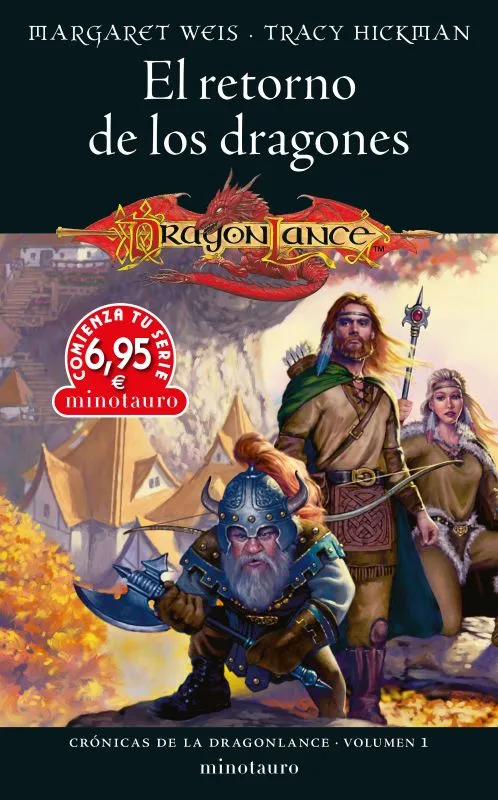 MARGARET WEIS · TRACY HICKMAN
El retorno
de los dragones
DRAGONLANCE™
COMIENZA TU SERIE
6,95
€
minotauro
CRÓNICAS DE LA DRAGONLANCE · VOLUMEN 1
minotauro